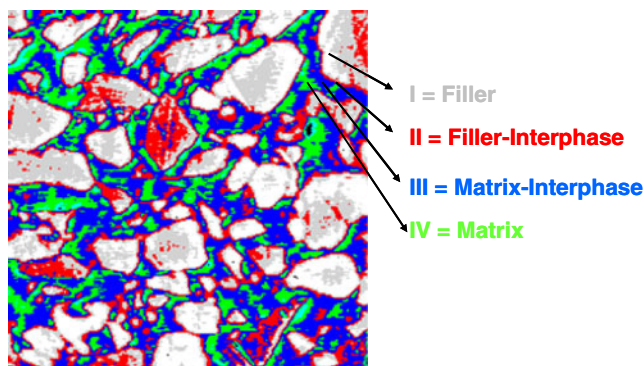 I = Filler
II = Filler-Interphase
III = Matrix-Interphase
IV = Matrix